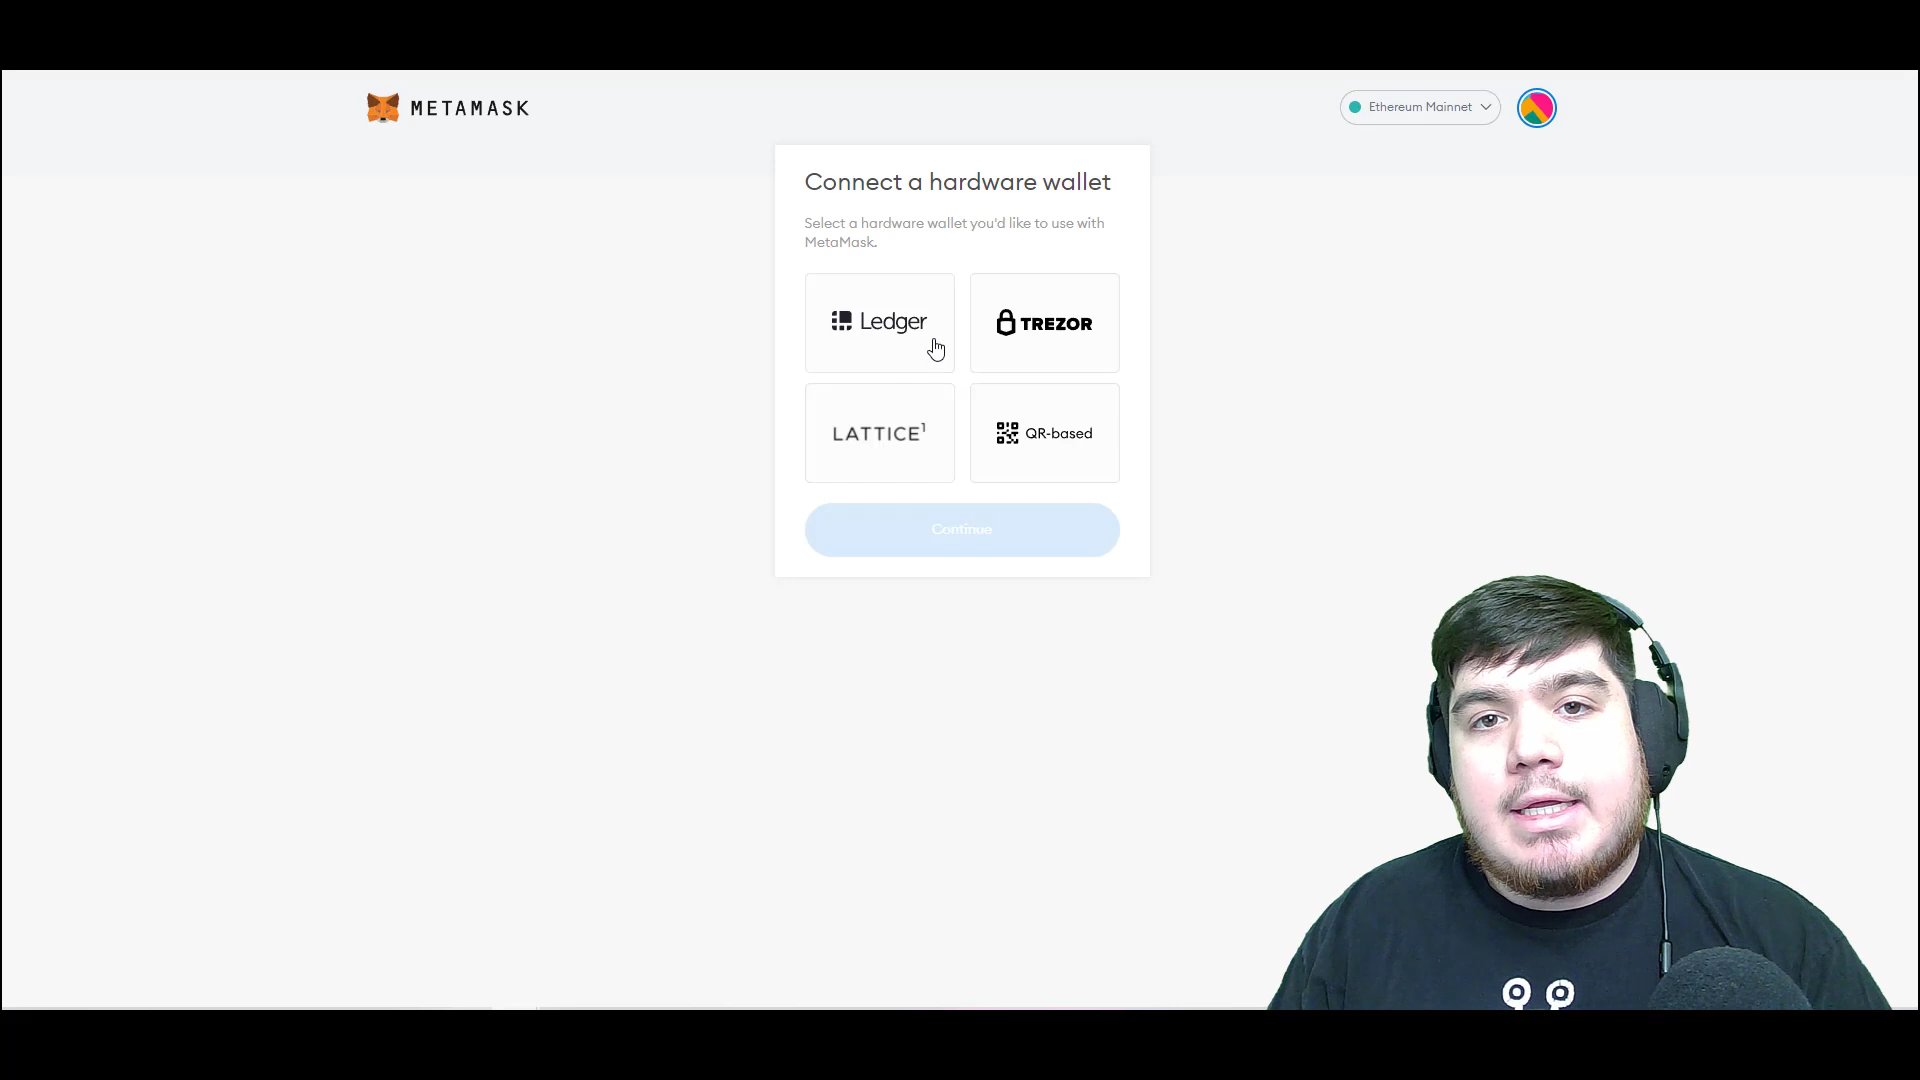 METAMASK
Ethereum Mainnet
Connect a hardware wallet
Select a hardware wallet you'd like to use with
MetaMask.
Ledger
TREZOR
LATTICE¹
QR-based
Continue